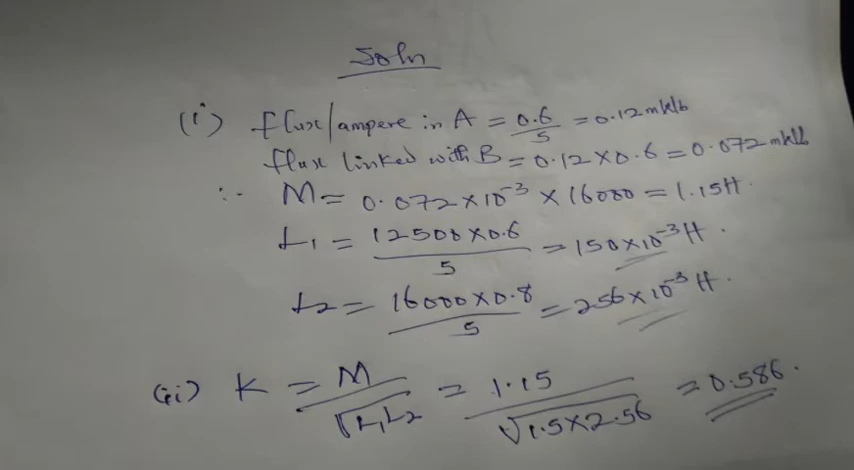 Soln
(i) flux/ampere in A = 0.6/5 = 0.12 mWb
flux linked with B = 0.12 × 0.6 = 0.072 mWb
∴ M = 0.072 × 10⁻³ × 16000 = 1.15H.
L₁ = 12500 × 0.6 / 5 = 150 × 10⁻³ H.
L₂ = 16000 × 0.8 / 5 = 256 × 10⁻³ H.
(ii) K = M / √L₁L₂ = 1.15 / √1.5 × 2.56 = 0.586.